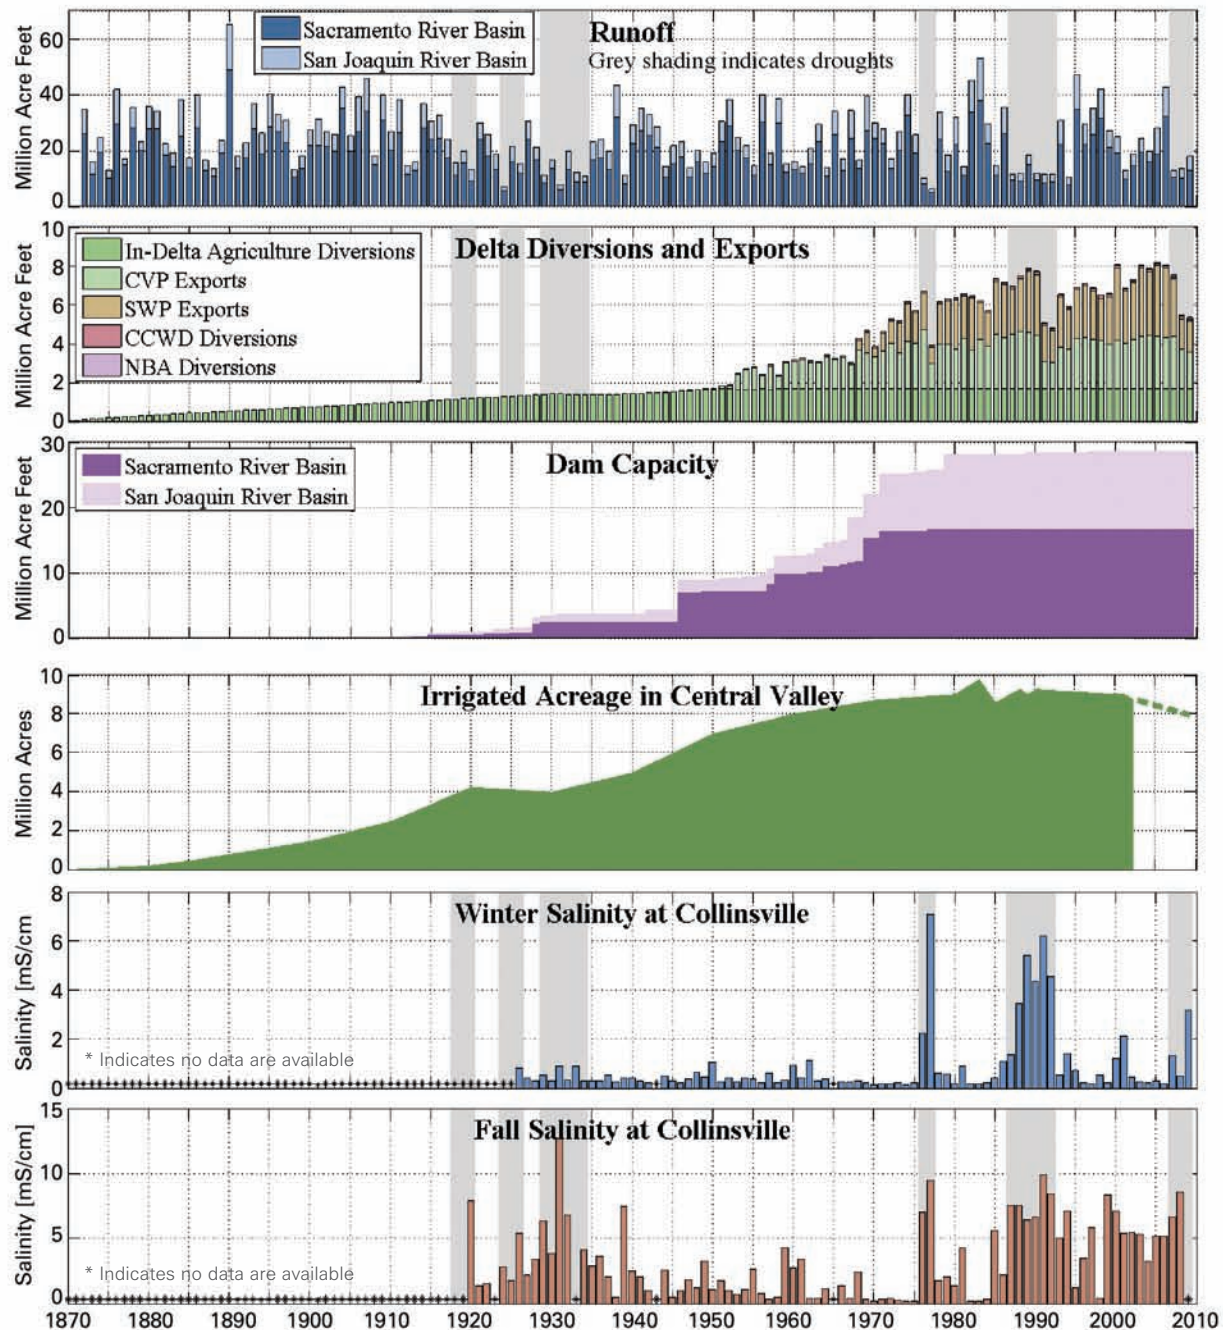 Runoff
Grey shading indicates droughts
Sacramento River Basin
San Joaquin River Basin
Million Acre Feet
60
40
20
0
Delta Diversions and Exports
In-Delta Agriculture Diversions
CVP Exports
SWP Exports
CCWD Diversions
NBA Diversions
Million Acre Feet
10
8
6
4
2
0
Dam Capacity
Sacramento River Basin
San Joaquin River Basin
Million Acre Feet
30
20
10
0
Irrigated Acreage in Central Valley
Million Acres
10
8
6
4
2
0
Winter Salinity at Collinsville
Salinity [mS/cm]
8
6
4
2
0
* Indicates no data are available
Fall Salinity at Collinsville
Salinity [mS/cm]
15
10
5
0
* Indicates no data are available
1870 1880 1890 1900 1910 1920 1930 1940 1950 1960 1970 1980 1990 2000 2010